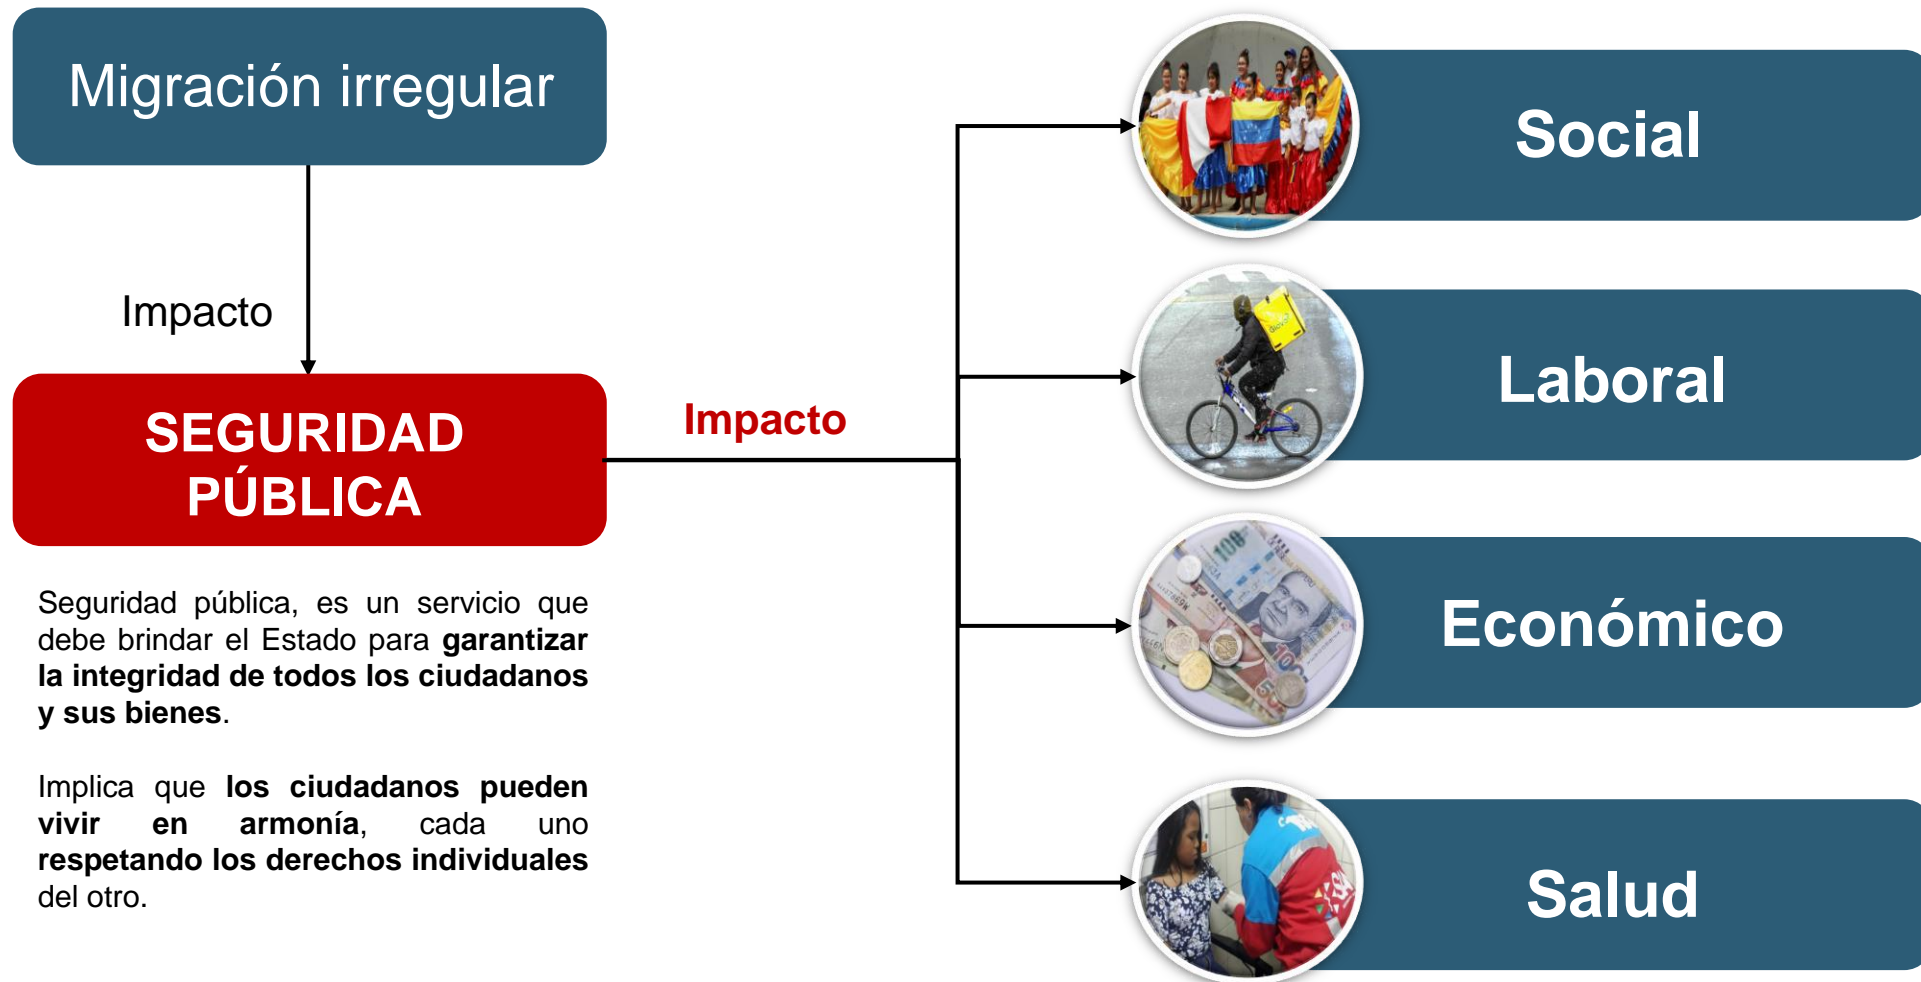 Migración irregular
Impacto
SEGURIDAD
PÚBLICA
Seguridad pública, es un servicio que
debe brindar el Estado para garantizar
la integridad de todos los ciudadanos
y sus bienes.
Implica que los ciudadanos pueden
vivir en armonía, cada uno
respetando los derechos individuales
del otro.
Impacto
Social
Laboral
Económico
Salud